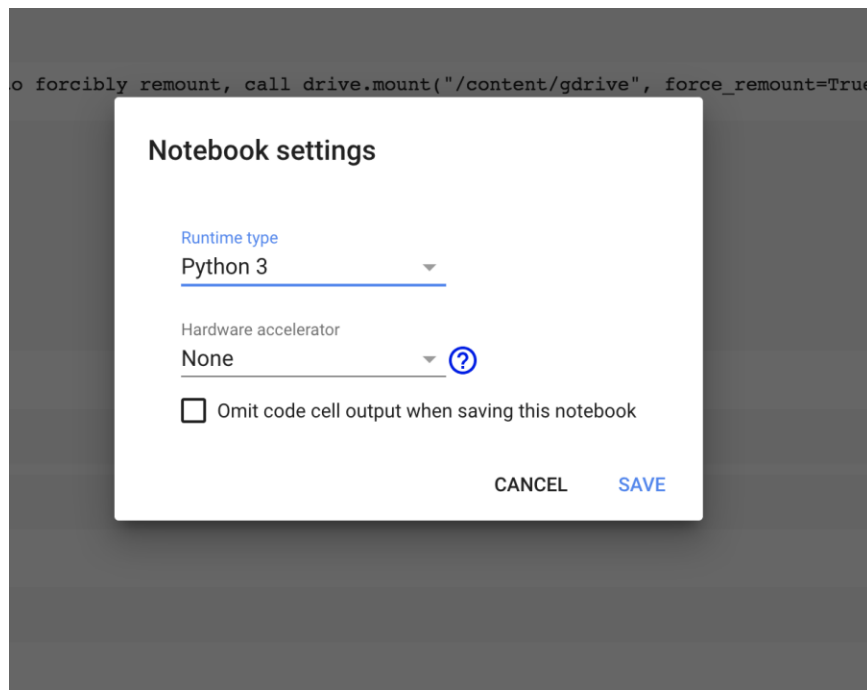 o forcibly remount, call drive.mount("/content/gdrive", force_remount=True
Notebook settings
Runtime type
Python 3
Hardware accelerator
None ?
Omit code cell output when saving this notebook
CANCEL SAVE